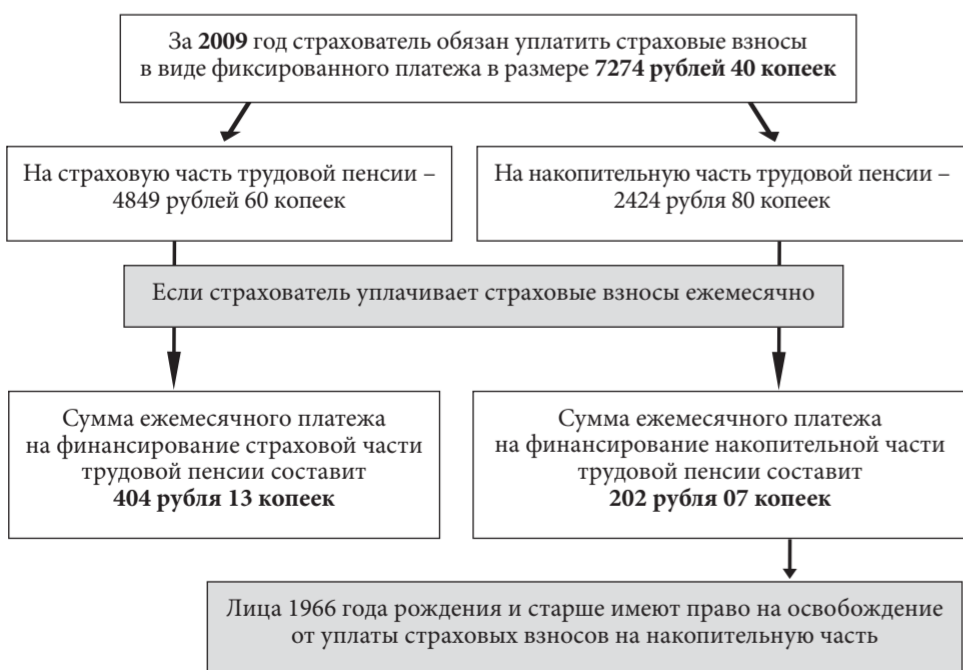 За 2009 год страхователь обязан уплатить страховые взносы
в виде фиксированного платежа в размере 7274 рублей 40 копеек
На страховую часть трудовой пенсии –
4849 рублей 60 копеек
На накопительную часть трудовой пенсии –
2424 рубля 80 копеек
Если страхователь уплачивает страховые взносы ежемесячно
Сумма ежемесячного платежа
на финансирование страховой части
трудовой пенсии составит
404 рубля 13 копеек
Сумма ежемесячного платежа
на финансирование накопительной части
трудовой пенсии составит
202 рубля 07 копеек
Лица 1966 года рождения и старше имеют право на освобождение
от уплаты страховых взносов на накопительную часть